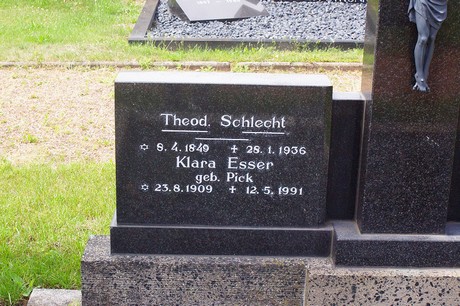 Theod. Schlecht
* 8. 4. 1849 + 28. 1. 1936
Klara Esser
geb. Pick
* 23. 8. 1909 + 12. 5. 1991